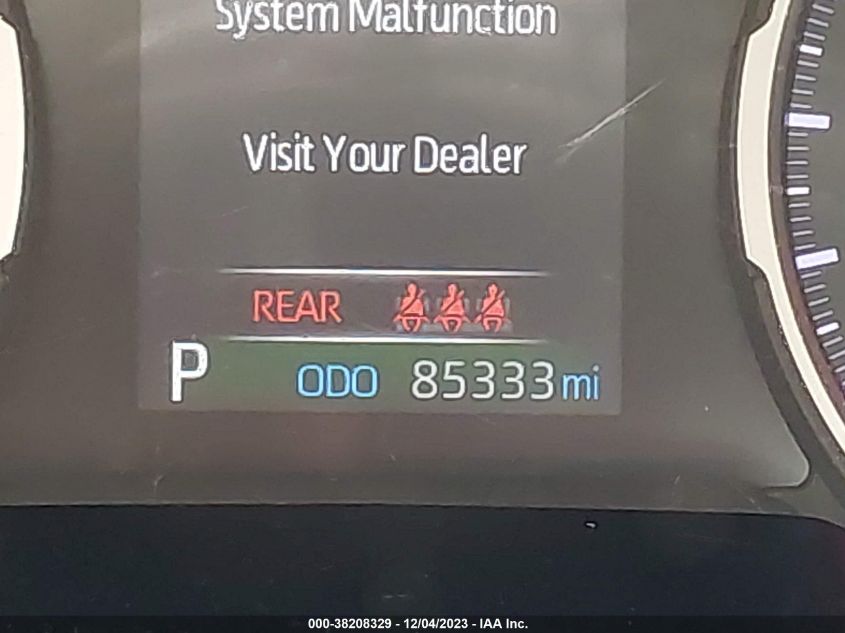 System Malfunction
Visit Your Dealer
REAR
P ODO 85333 mi
000-38208329 - 12/04/2023 - IAA Inc.